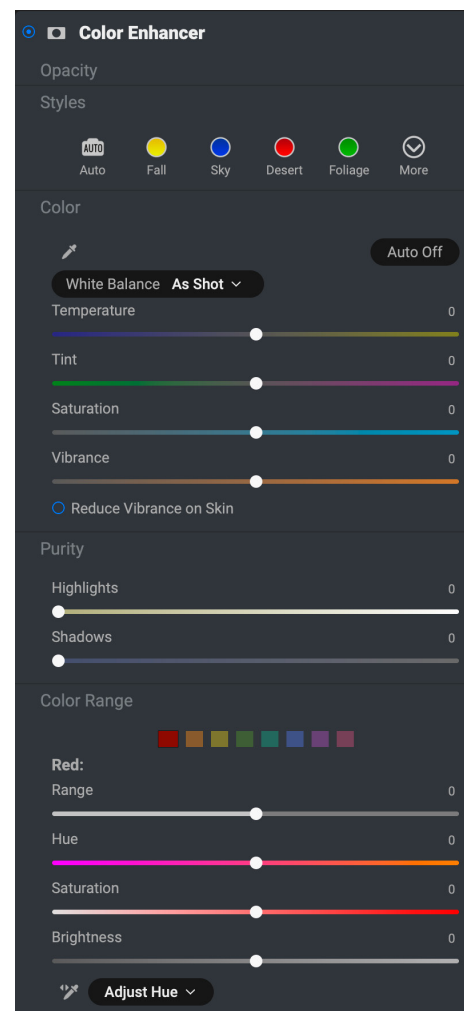 Color Enhancer
Opacity
Styles
AUTO
Auto Fall Sky Desert Foliage More
Color
Auto Off
White Balance As Shot
Temperature 0
Tint 0
Saturation 0
Vibrance 0
Reduce Vibrance on Skin
Purity
Highlights 0
Shadows 0
Color Range
Red:
Range 0
Hue 0
Saturation 0
Brightness 0
Adjust Hue